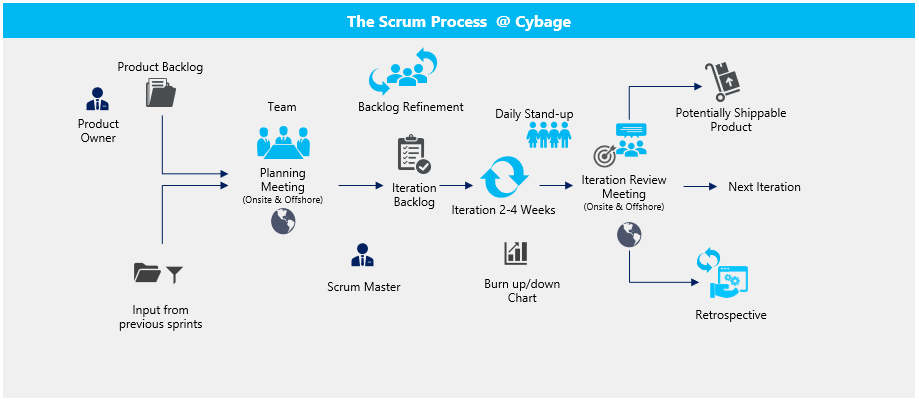 The Scrum Process @ Cybage
Product Backlog
Product
Owner
Team
Planning
Meeting
(Onsite & Offshore)
Input from
previous sprints
Backlog Refinement
Iteration
Backlog
Scrum Master
Daily Stand-up
Iteration 2-4 Weeks
Burn up/down
Chart
Iteration Review
Meeting
(Onsite & Offshore)
Potentially Shippable
Product
Next Iteration
Retrospective